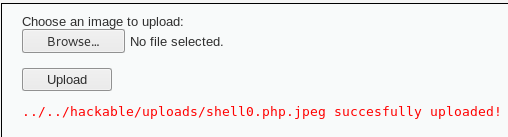 Choose an image to upload:
Browse... No file selected.
Upload
../../hackable/uploads/shell0.php.jpeg succesfully uploaded!